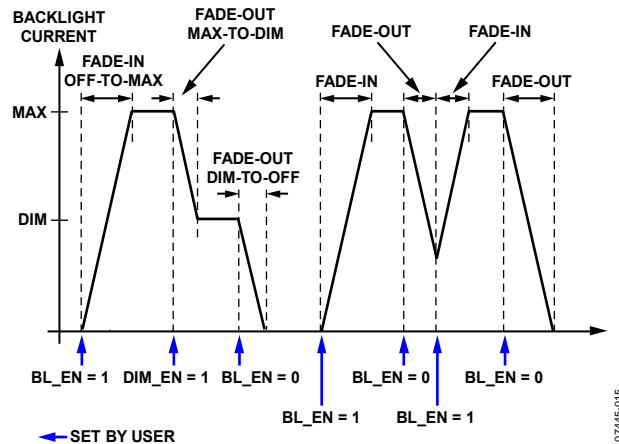 BACKLIGHT
CURRENT
FADE-OUT
MAX-TO-DIM
FADE-IN
OFF-TO-MAX
FADE-OUT
FADE-IN
FADE-IN
FADE-OUT
MAX
FADE-OUT
DIM-TO-OFF
DIM
BL_EN = 1
DIM_EN = 1
BL_EN = 0
BL_EN = 0
BL_EN = 0
BL_EN = 1
BL_EN = 1
SET BY USER
07445-015